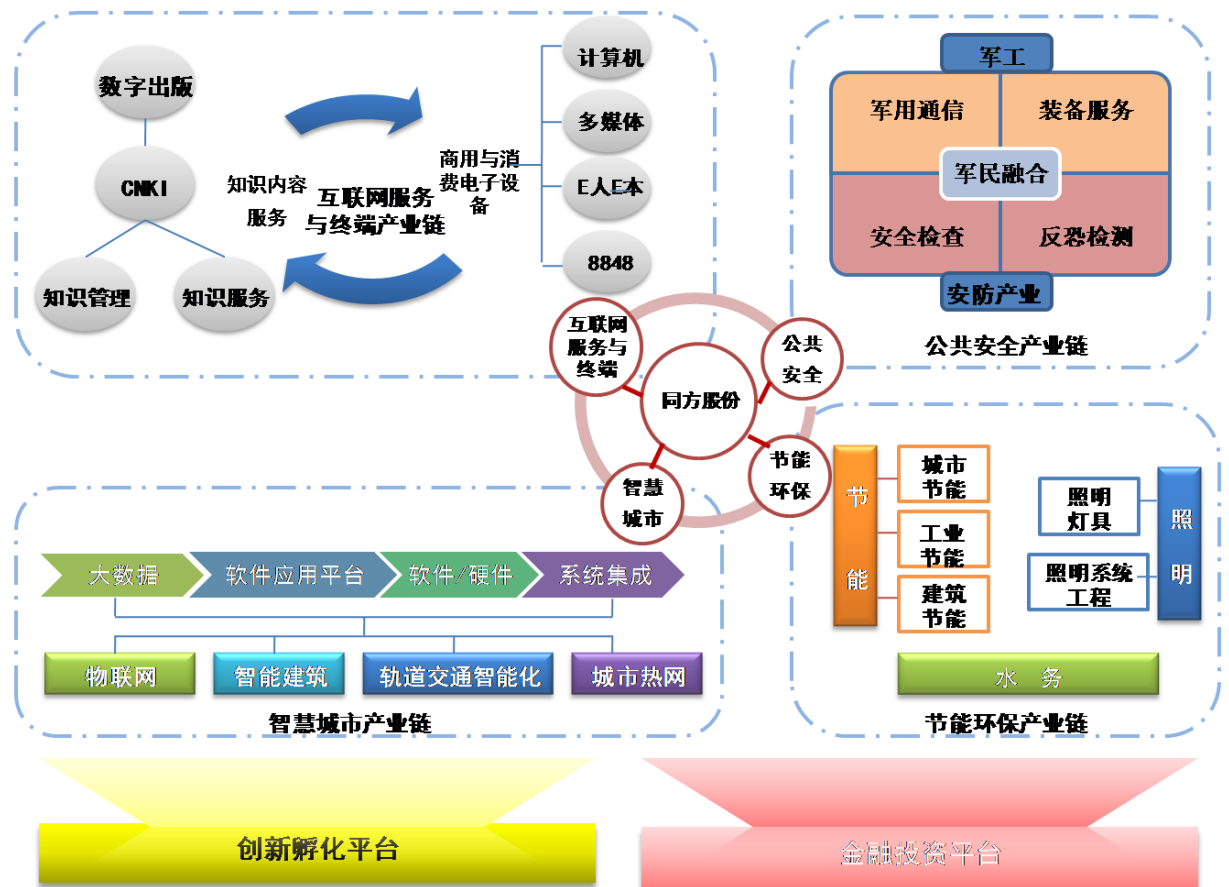 数字出版
CNKI
知识管理
知识服务
知识内容
服务
互联网服务
与终端产业链
商用与消
费电子设
备
计算机
多媒体
E人E本
8848
军工
军用通信
装备服务
军民融合
安全检查
反恐检测
安防产业
公共安全产业链
互联网
服务与
终端
公共
安全
同方股份
智慧
城市
节能
环保
大数据
软件应用平台
软件/硬件
系统集成
物联网
智能建筑
轨道交通智能化
城市热网
智慧城市产业链
节
能
城市
节能
工业
节能
建筑
节能
照明
灯具
照明系统
工程
照
明
水 务
节能环保产业链
创新孵化平台
金融投资平台